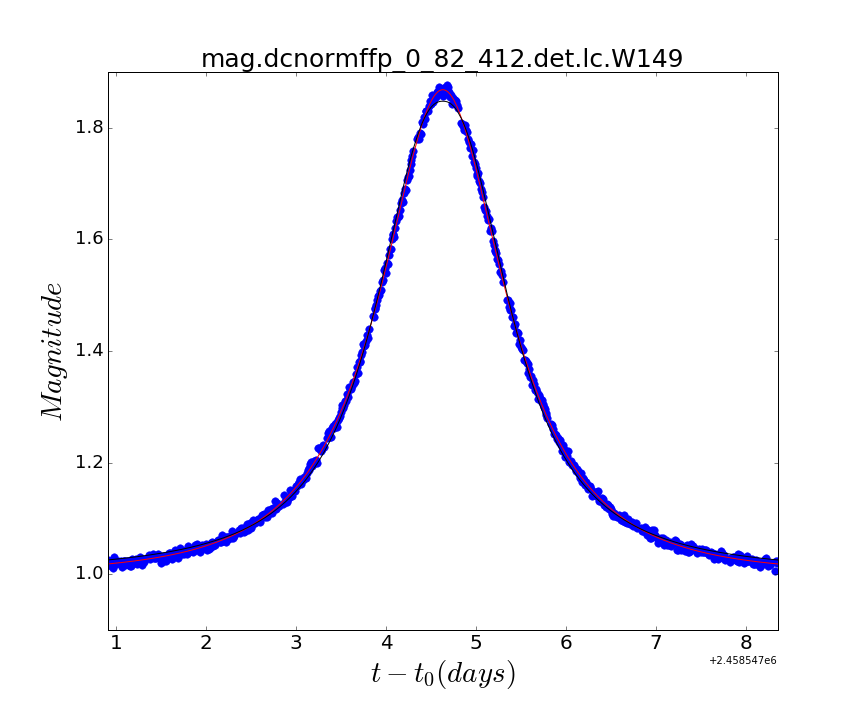 mag.dcnormffp_0_82_412.det.lc.W149
Magnitude
1.8
1.6
1.4
1.2
1.0
1 2 3 4 5 6 7 8
+2.458547e6
t − t₀(days)